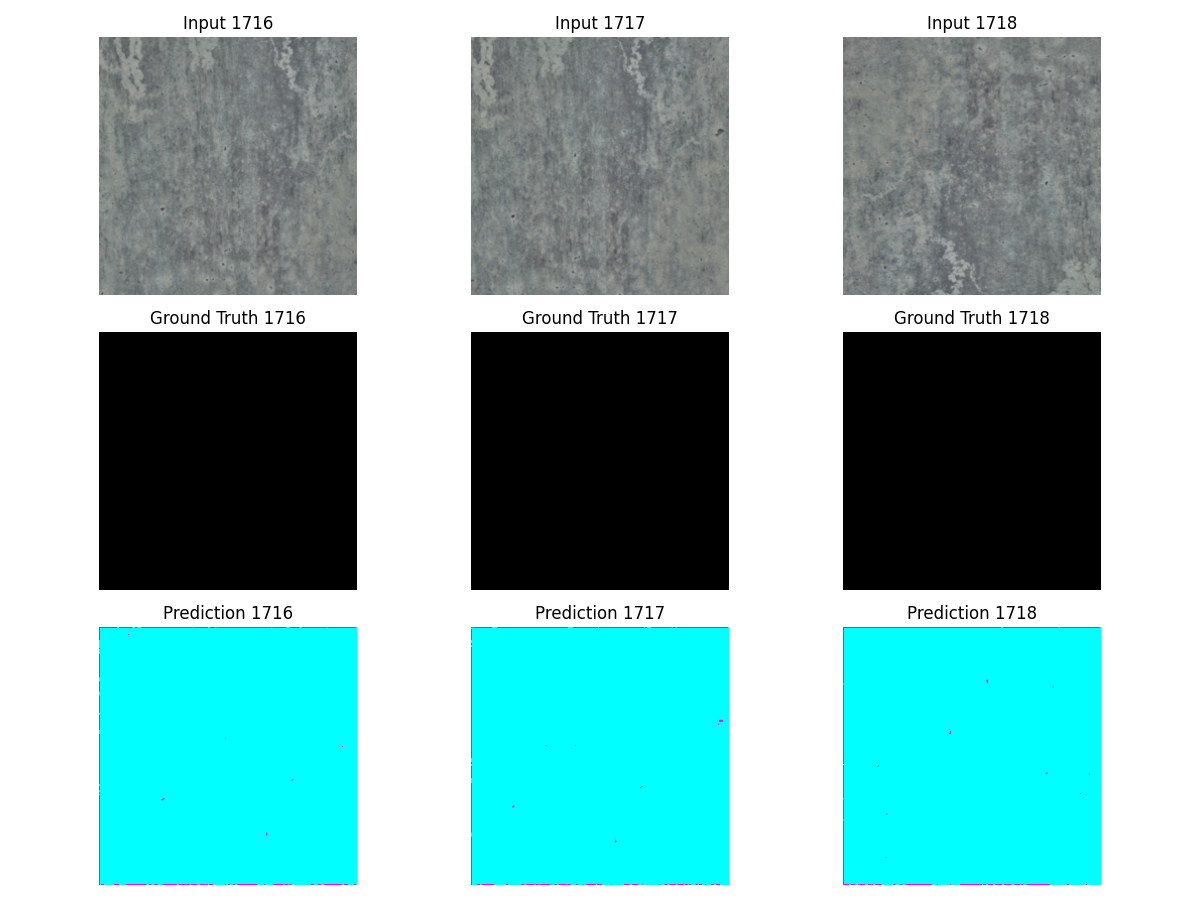 Input 1716
Input 1717
Input 1718
Ground Truth 1716
Ground Truth 1717
Ground Truth 1718
Prediction 1716
Prediction 1717
Prediction 1718